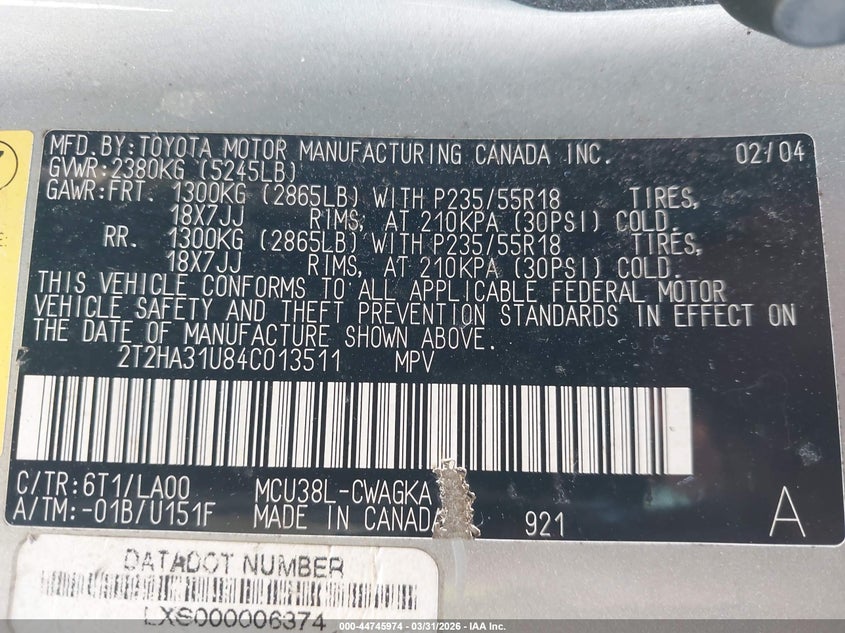 MFD. BY: TOYOTA MOTOR MANUFACTURING CANADA INC. 02/04
GVWR: 2380KG (5245LB)
GAWR: FRT. 1300KG (2865LB) WITH P235/55R18 TIRES,
18X7JJ RIMS, AT 210KPA (30PSI) COLD.
RR. 1300KG (2865LB) WITH P235/55R18 TIRES,
18X7JJ RIMS, AT 210KPA (30PSI) COLD.
THIS VEHICLE CONFORMS TO ALL APPLICABLE FEDERAL MOTOR
VEHICLE SAFETY AND THEFT PREVENTION STANDARDS IN EFFECT ON
THE DATE OF MANUFACTURE SHOWN ABOVE.
2T2HA31U84C013511 MPV
C/TR: 6T1/LA00 MCU38L-CWAGKA
A/TM: -01B/U151F MADE IN CANADA 921 A
DATADOT NUMBER
LXS000006374
000-44745974 | 03/31/2026 - IAA Inc.